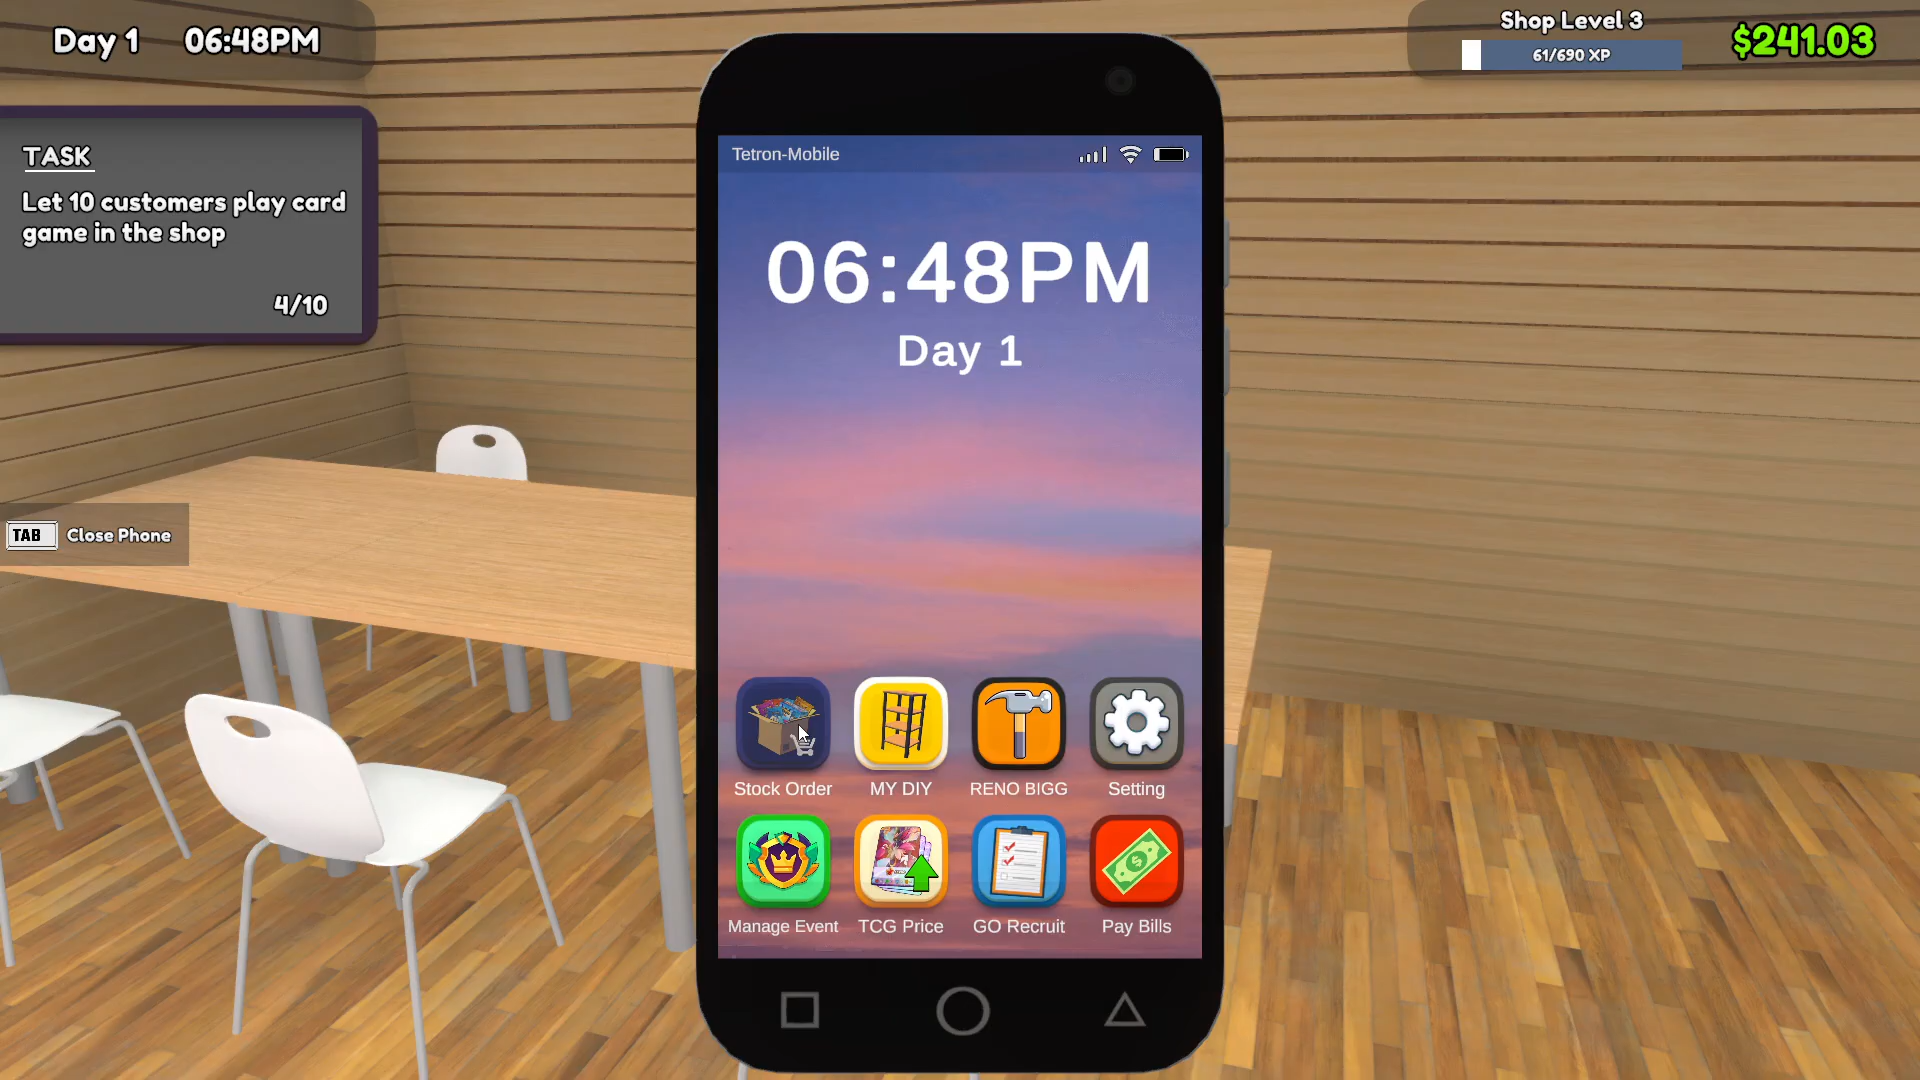 Day 1 06:48PM
Shop Level 3
61/690 XP
$241.03
TASK
Let 10 customers play card
game in the shop
4/10
TAB Close Phone
Tetron-Mobile
06:48PM
Day 1
Stock Order MY DIY RENO BIGG Setting
Manage Event TCG Price GO Recruit Pay Bills